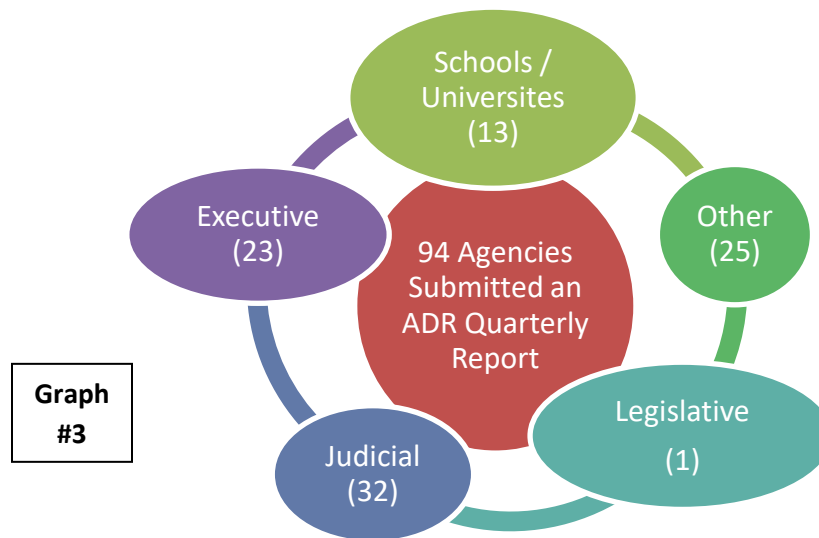 Schools /
Universites
(13)
Other
(25)
Executive
(23)
94 Agencies
Submitted an
ADR Quarterly
Report
Graph
#3
Legislative
(1)
Judicial
(32)